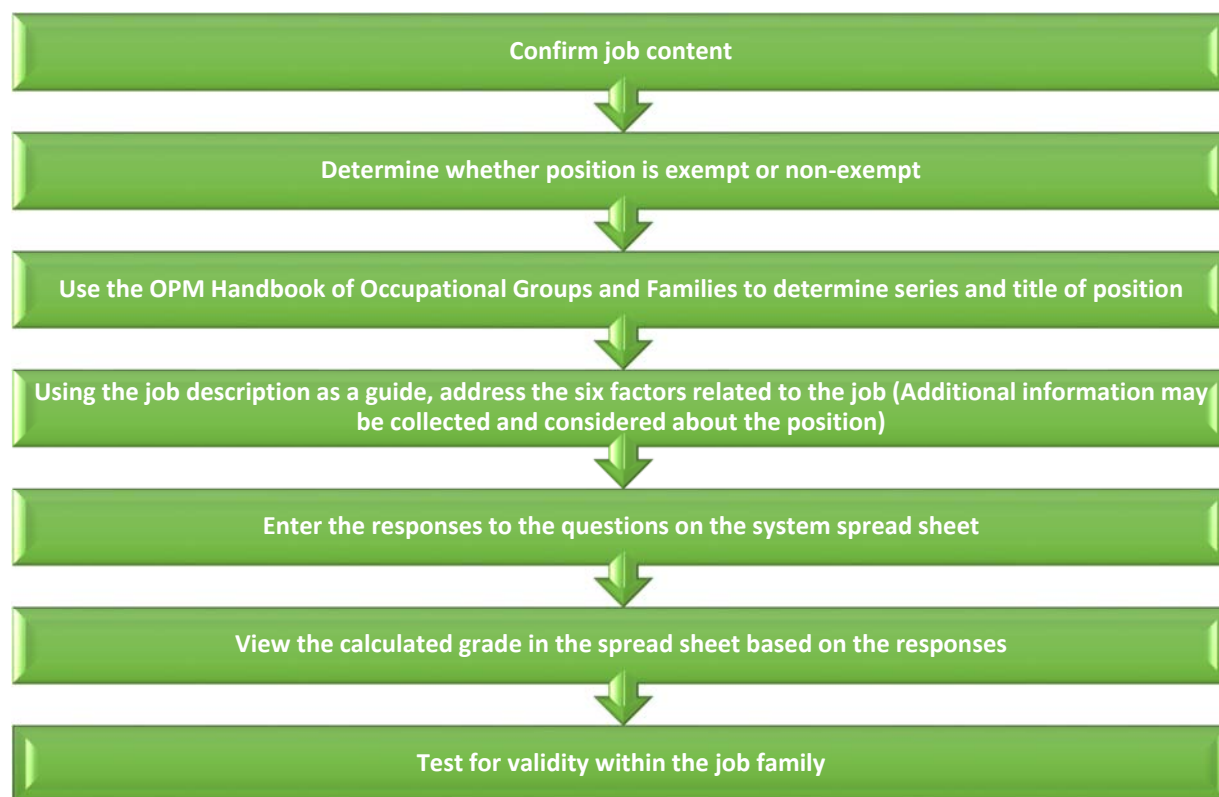 Confirm job content
Determine whether position is exempt or non-exempt
Use the OPM Handbook of Occupational Groups and Families to determine series and title of position
Using the job description as a guide, address the six factors related to the job (Additional information may
be collected and considered about the position)
Enter the responses to the questions on the system spread sheet
View the calculated grade in the spread sheet based on the responses
Test for validity within the job family